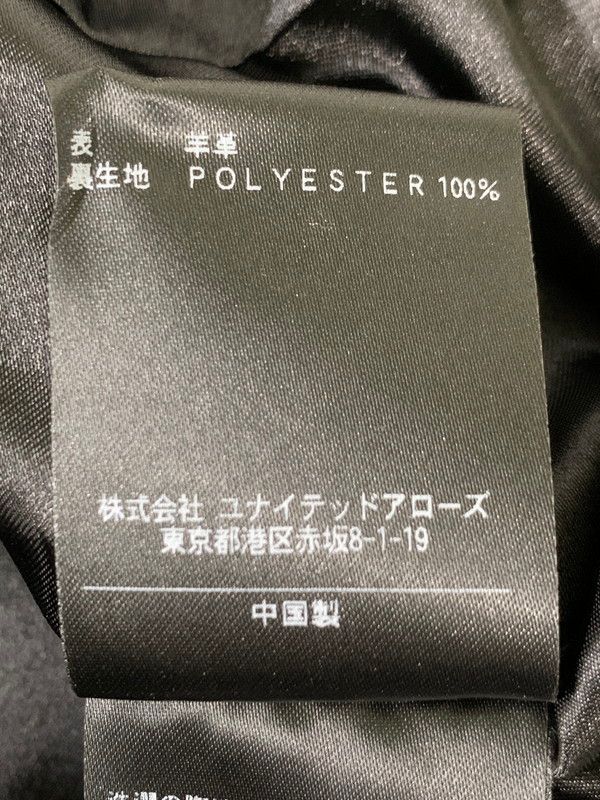 表 羊革
裏生地 POLYESTER 100%
株式会社 ユナイテッドアローズ
東京都港区赤坂8-1-19
中国製